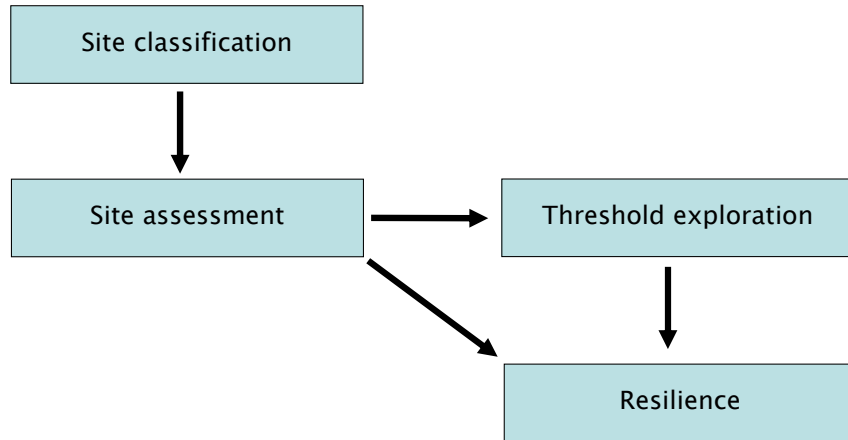 Site classification
Site assessment
Threshold exploration
Resilience